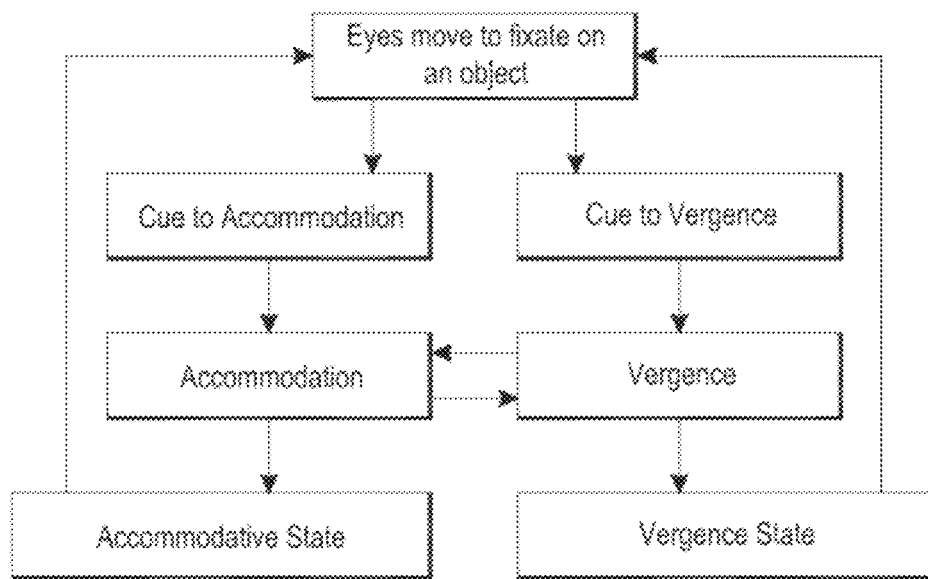 Eyes move to fixate on
an object
Cue to Accommodation
Cue to Vergence
Accommodation
Vergence
Accommodative State
Vergence State